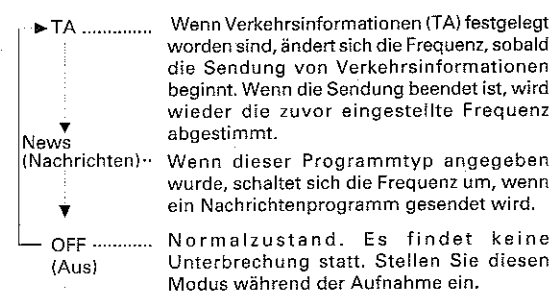 TA ............... Wenn Verkehrsinformationen (TA) festgelegt
worden sind, ändert sich die Frequenz, sobald
die Sendung von Verkehrsinformationen
beginnt. Wenn die Sendung beendet ist, wird
wieder die zuvor eingestellte Frequenz
abgestimmt.
News
(Nachrichten)·· Wenn dieser Programmtyp angegeben
wurde, schaltet sich die Frequenz um, wenn
ein Nachrichtenprogramm gesendet wird.
OFF ............ Normalzustand. Es findet keine
(Aus) Unterbrechung statt. Stellen Sie diesen
Modus während der Aufnahme ein.